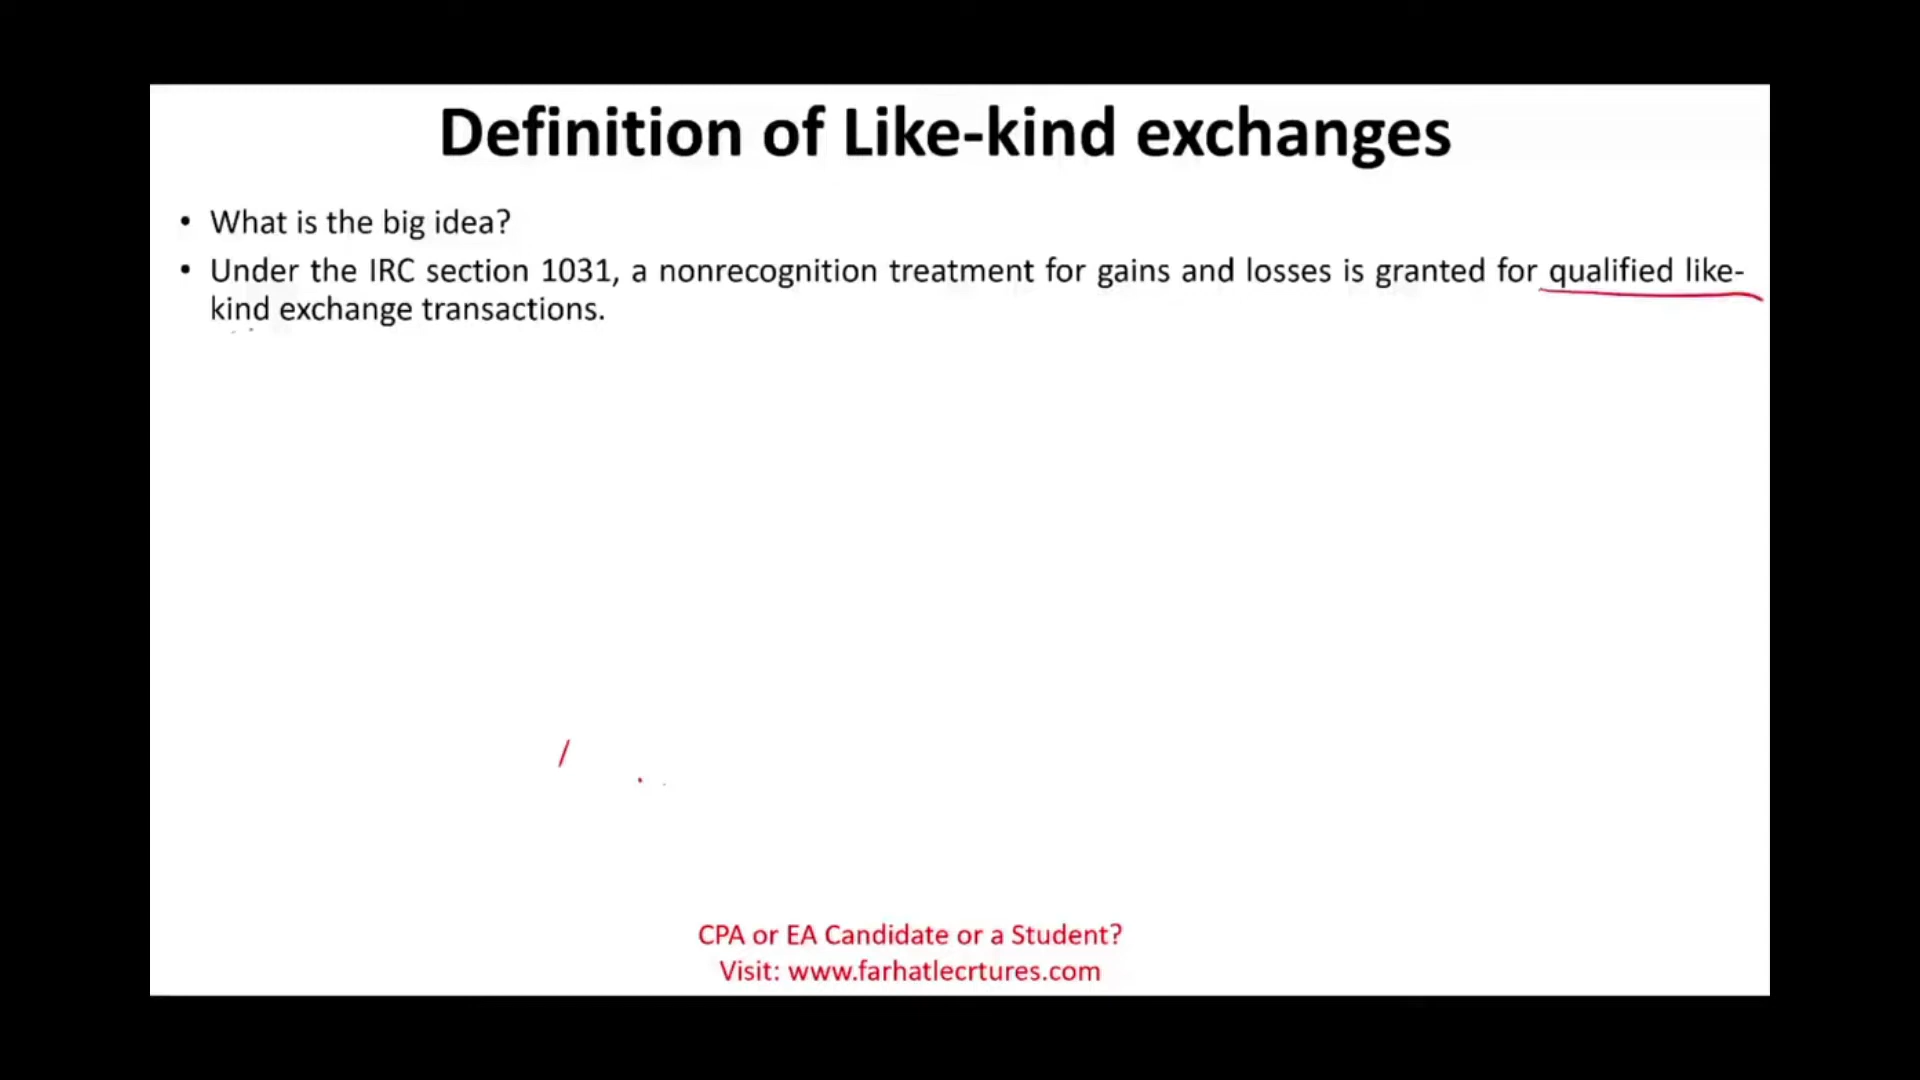 Definition of Like-kind exchanges
• What is the big idea?
• Under the IRC section 1031, a nonrecognition treatment for gains and losses is granted for qualified like-
kind exchange transactions.
CPA or EA Candidate or a Student?
Visit: www.farhatlecrtures.com